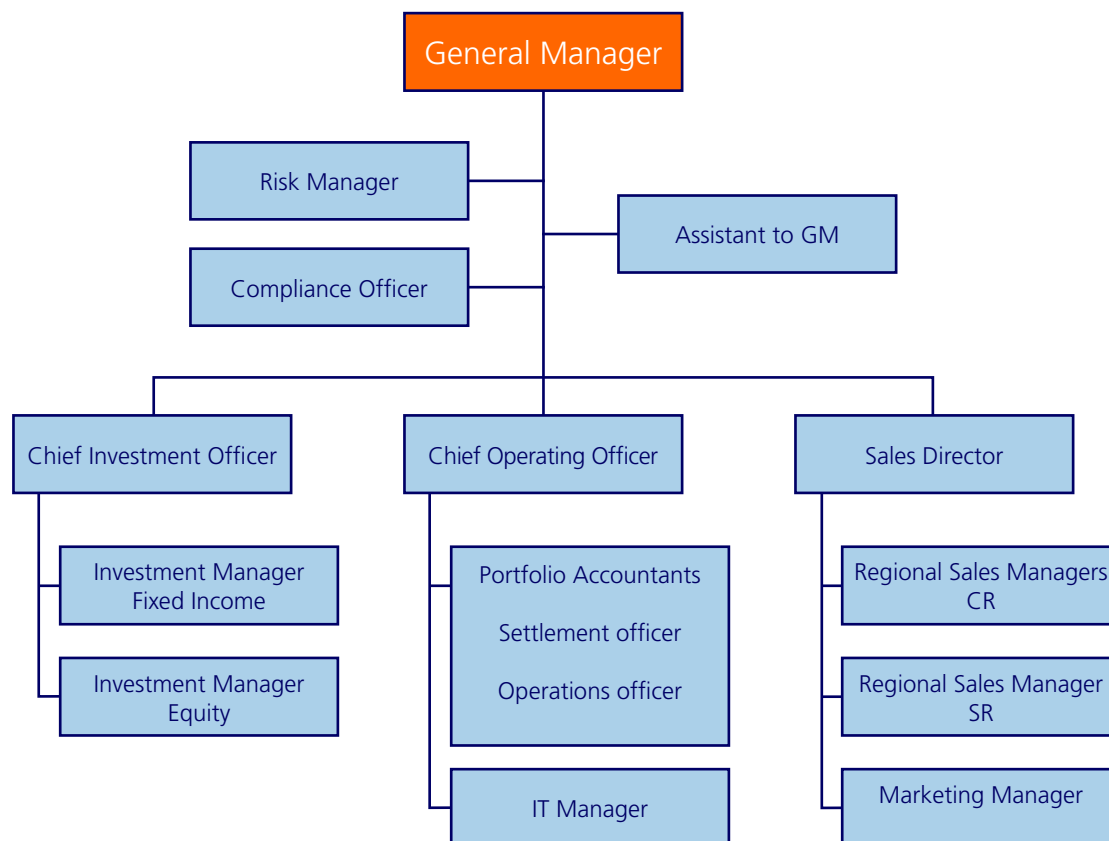 General Manager
Risk Manager
Assistant to GM
Compliance Officer
Chief Investment Officer
Chief Operating Officer
Sales Director
Investment Manager
Fixed Income
Investment Manager
Equity
Portfolio Accountants
Settlement officer
Operations officer
IT Manager
Regional Sales Managers
CR
Regional Sales Manager
SR
Marketing Manager